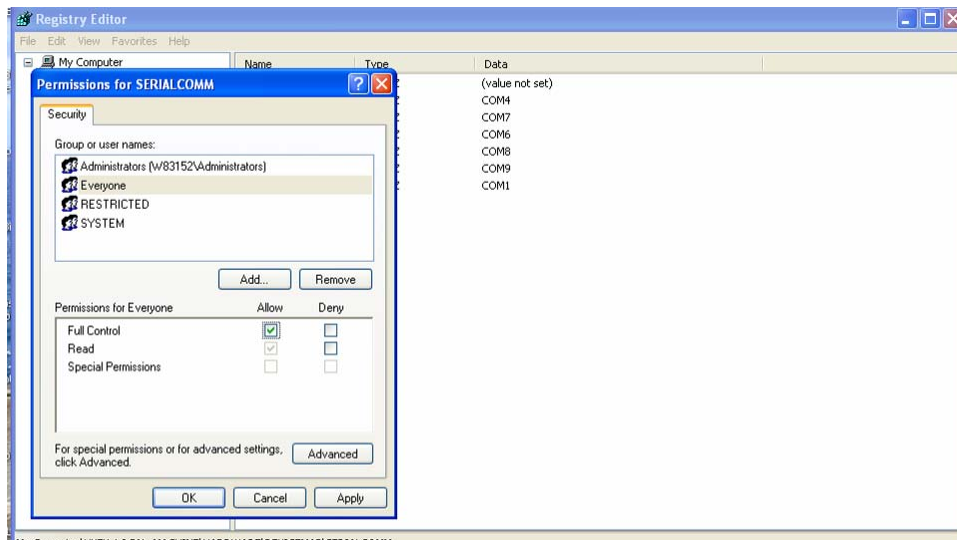 Registry Editor
File Edit View Favorites Help
My Computer
Name Type Data
Permissions for SERIALCOMM
(value not set)
Security
COM4
COM7
Group or user names:
COM6
Administrators (W83152\Administrators)
COM8
COM9
Everyone
COM1
RESTRICTED
SYSTEM
Add... Remove
Permissions for Everyone Allow Deny
Full Control
Read
Special Permissions
For special permissions or for advanced settings,
click Advanced.
Advanced
OK Cancel Apply